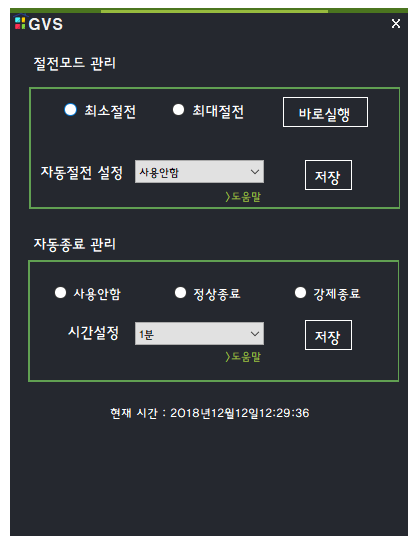 GVS
절전모드 관리
최소절전 최대절전 바로실행
자동절전 설정 사용안함 저장
>도움말
자동종료 관리
사용안함 정상종료 강제종료
시간설정 1분 저장
>도움말
현재 시간 : 2018년12월12일12:29:36